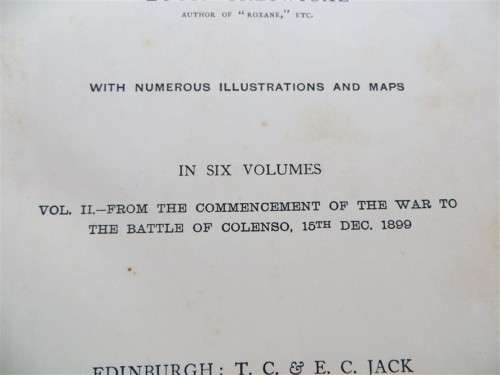 AUTHOR OF "ROXANE," ETC.
WITH NUMEROUS ILLUSTRATIONS AND MAPS
IN SIX VOLUMES
VOL. II.—FROM THE COMMENCEMENT OF THE WAR TO
THE BATTLE OF COLENSO, 15TH DEC. 1899
EDINBURGH: T. C. & E. C. JACK